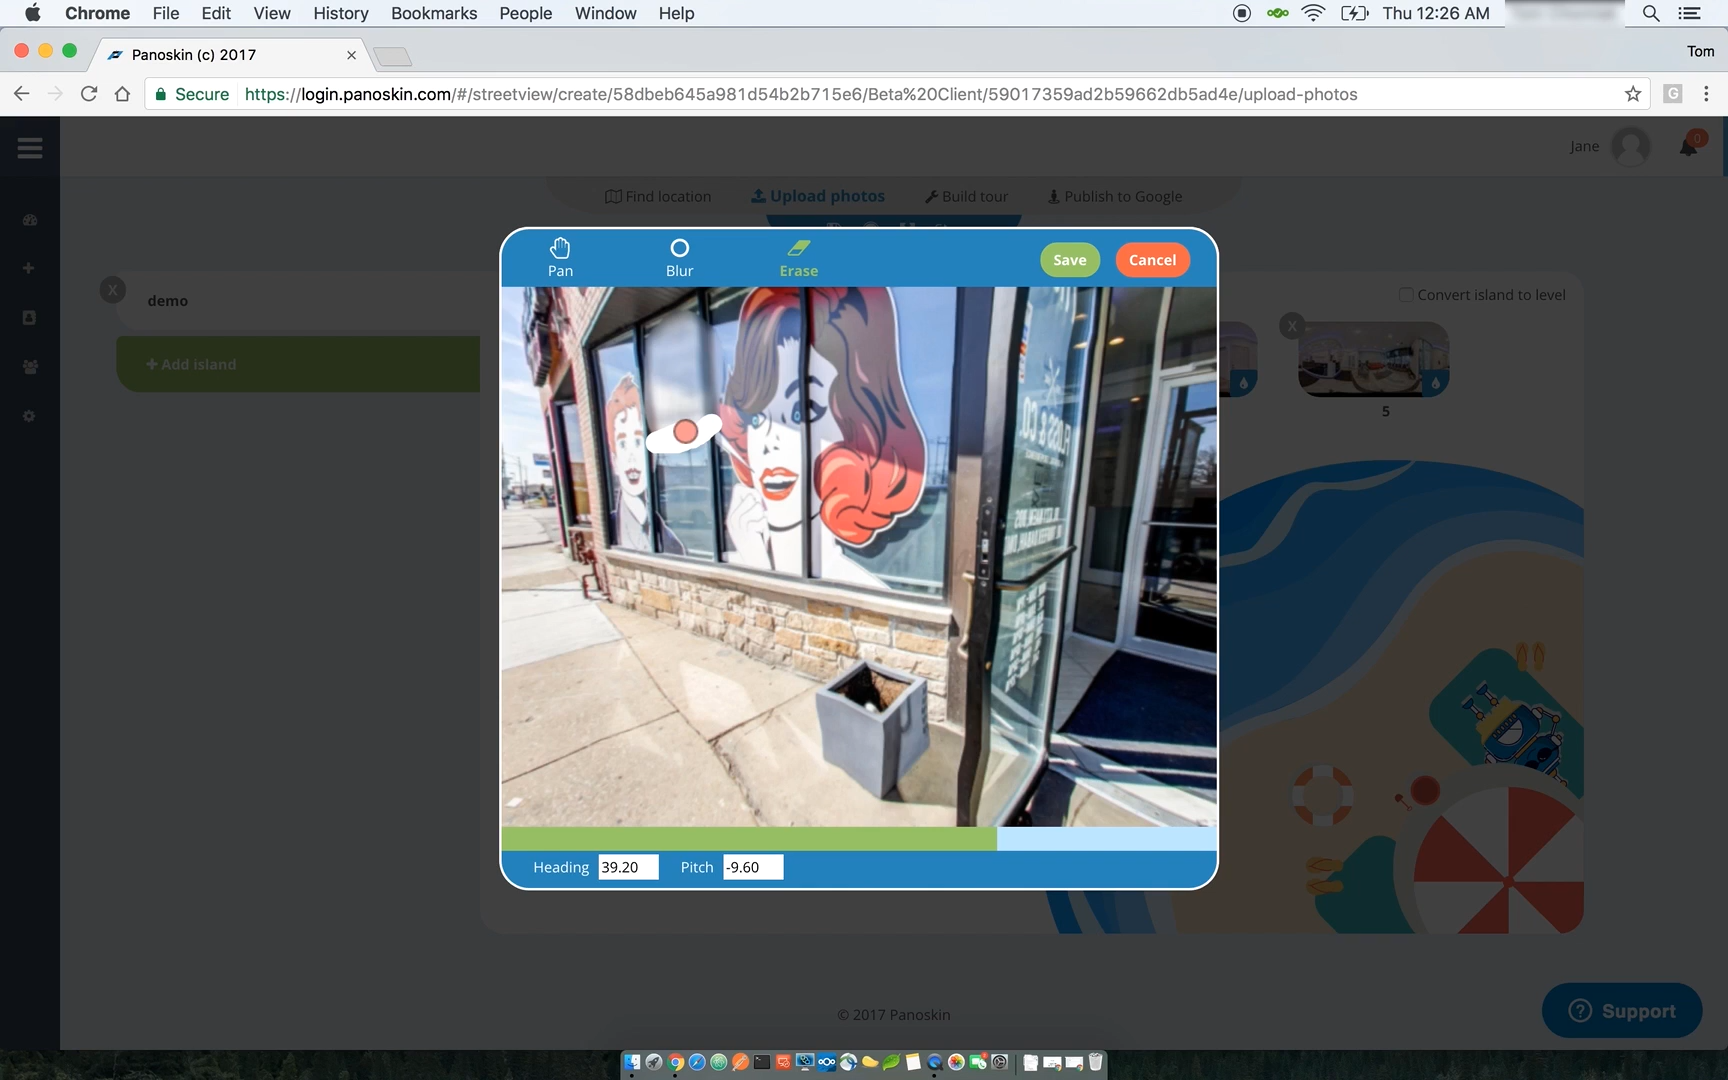 Chrome File Edit View History Bookmarks People Window Help Thu 12:26 AM
Panoskin (c) 2017 Tom
Secure https://login.panoskin.com/#/streetview/create/58dbeb645a981d54b2b715e6/Beta%20Client/59017359ad2b59662db5ad4e/upload-photos G
Jane 0
Find location Upload photos Build tour Publish to Google
Pan Blur Erase Save Cancel
X demo Convert island to level
X
+ Add island
5
Heading 39.20 Pitch -9.60
© 2017 Panoskin
? Support